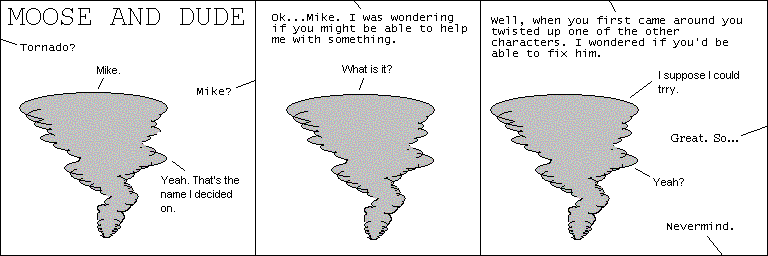 MOOSE AND DUDE
Tornado?
Mike.
Mike?
Yeah. That's the
name I decided
on.
Ok...Mike. I was wondering
if you might be able to help
me with something.
What is it?
Well, when you first came around you
twisted up one of the other
characters. I wondered if you'd be
able to fix him.
I suppose I could
trry.
Great. So...
Yeah?
Nevermind.